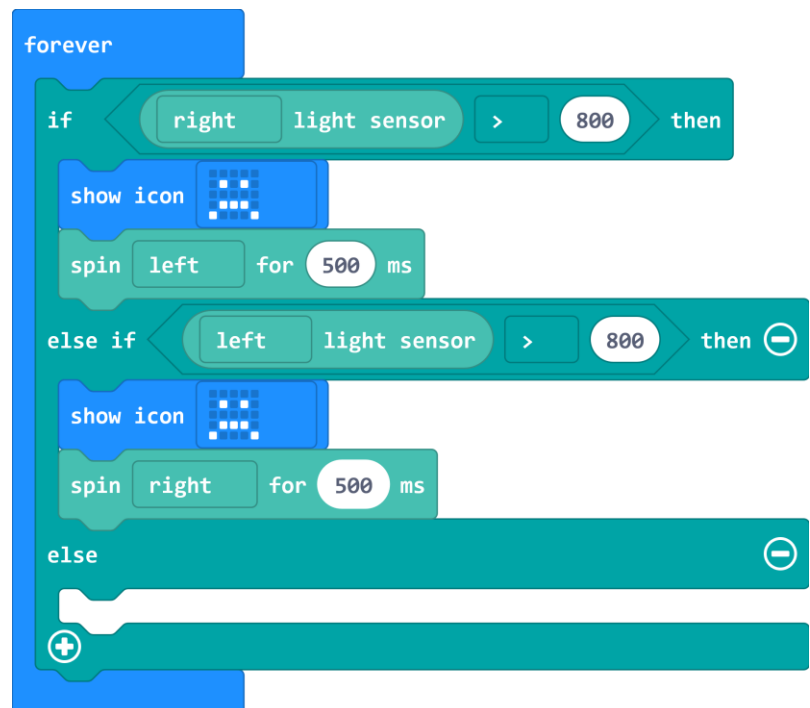 forever
if right light sensor > 800 then
show icon
spin left for 500 ms
else if left light sensor > 800 then
show icon
spin right for 500 ms
else